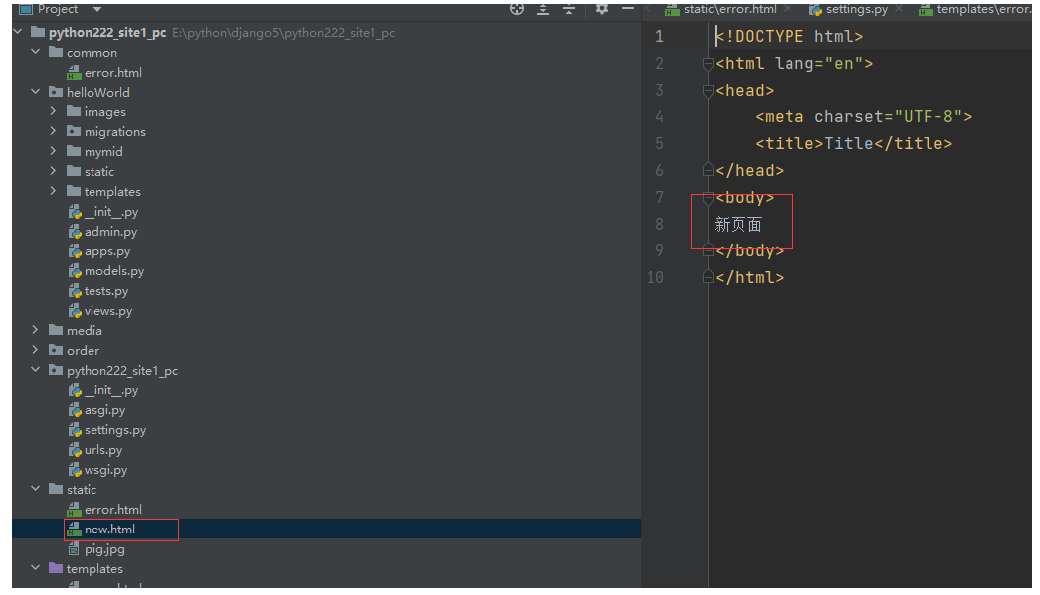 Project
python222_site1_pc E:\python\django5\python222_site1_pc
common
error.html
helloWorld
images
migrations
mymid
static
templates
__init__.py
admin.py
apps.py
models.py
tests.py
views.py
media
order
python222_site1_pc
__init__.py
asgi.py
settings.py
urls.py
wsgi.py
static
error.html
new.html
pig.jpg
templates
static\error.html settings.py templates\error.
1 <!DOCTYPE html>
2 <html lang="en">
3 <head>
4 <meta charset="UTF-8">
5 <title>Title</title>
6 </head>
7 <body>
8 新页面
9 </body>
10 </html>